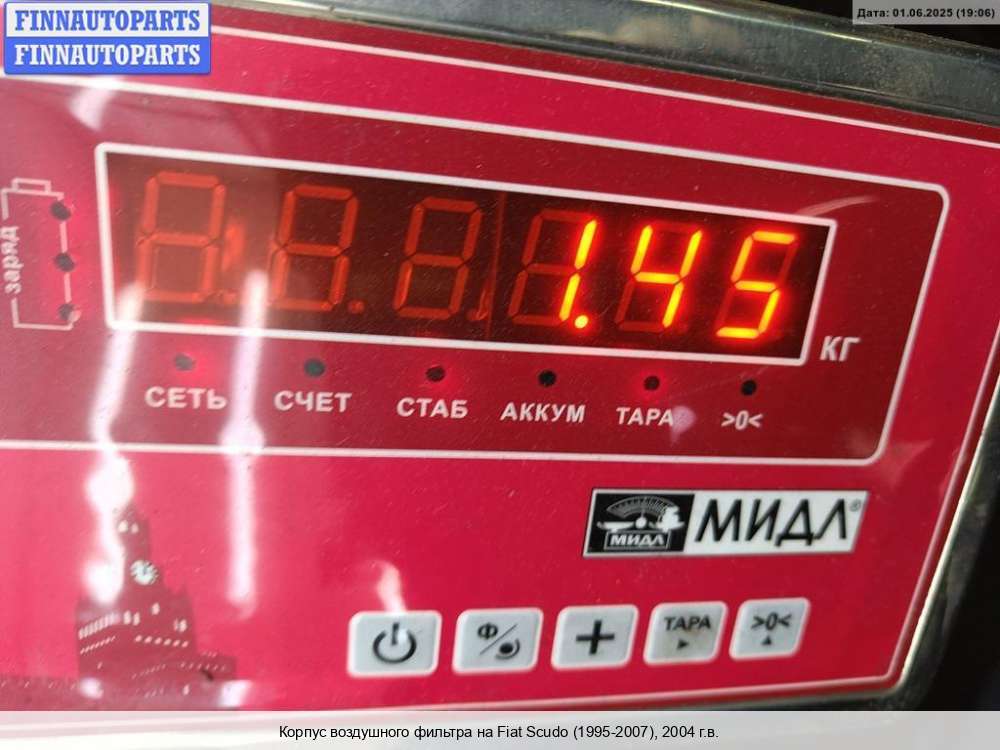 FINNAUTOPARTS
FINNAUTOPARTS
Дата: 01.06.2025 (19:06)
заряд
1.45
КГ
СЕТЬ СЧЕТ СТАБ АККУМ ТАРА >0<
МИДЛ МИДЛ®
Ф/ + ТАРА >0<
Корпус воздушного фильтра на Fiat Scudo (1995-2007), 2004 г.в.